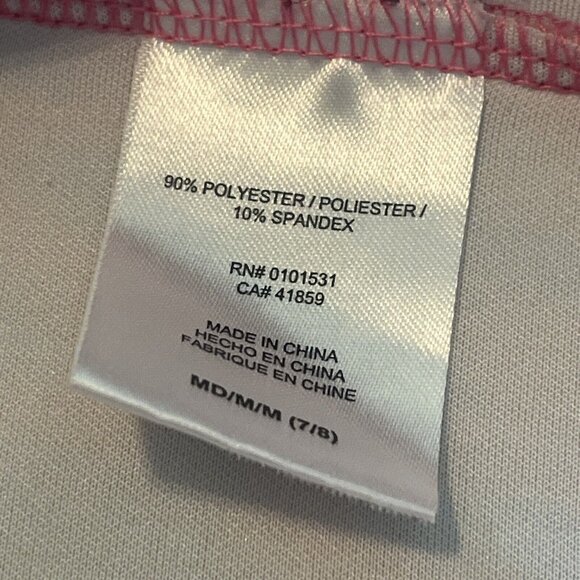 90% POLYESTER / POLIESTER /
10% SPANDEX
RN# 0101531
CA# 41859
MADE IN CHINA
HECHO EN CHINA
FABRIQUE EN CHINE
MD/M/M (7/8)